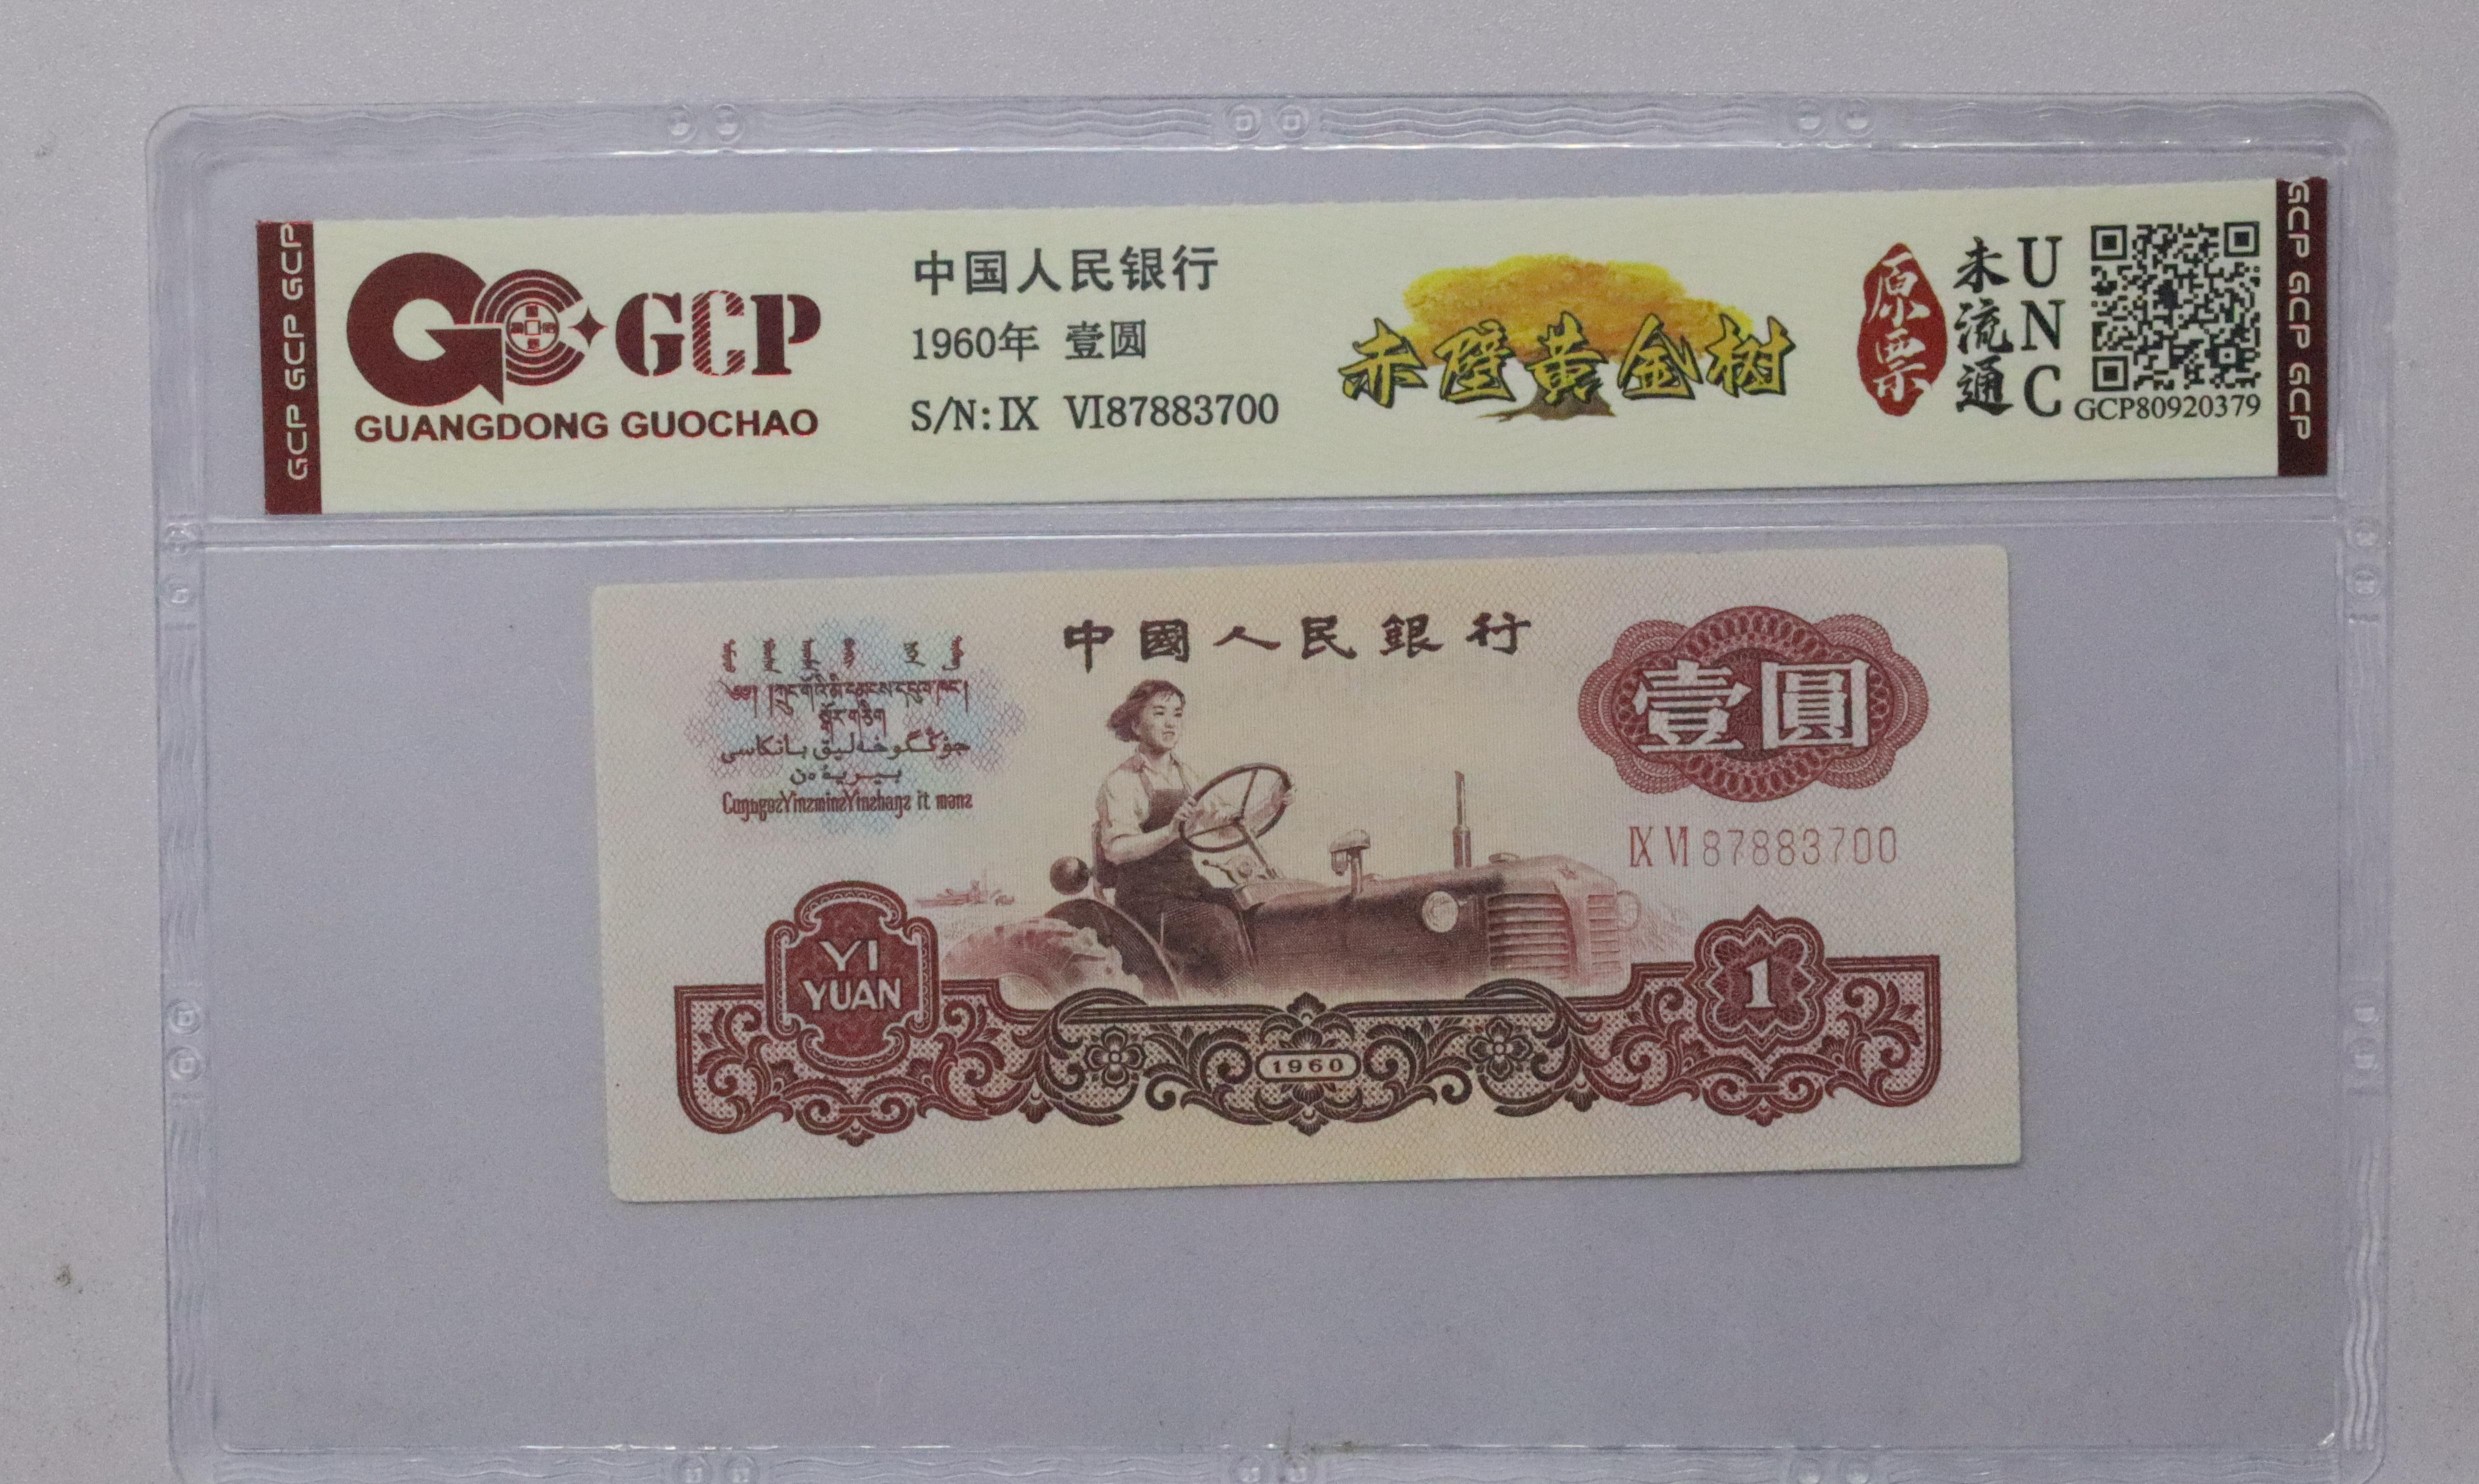 GCP GCP GCP
GCP
GUANGDONG GUOCHAO
中国人民银行
1960年 壹圆
S/N: IX VI87883700
赤壁黄金树
原票
未流通
UNC
GCP80920379
GCP GCP GCP
中國人民銀行
壹圓
IX VI 87883700
YI
YUAN
1960
1